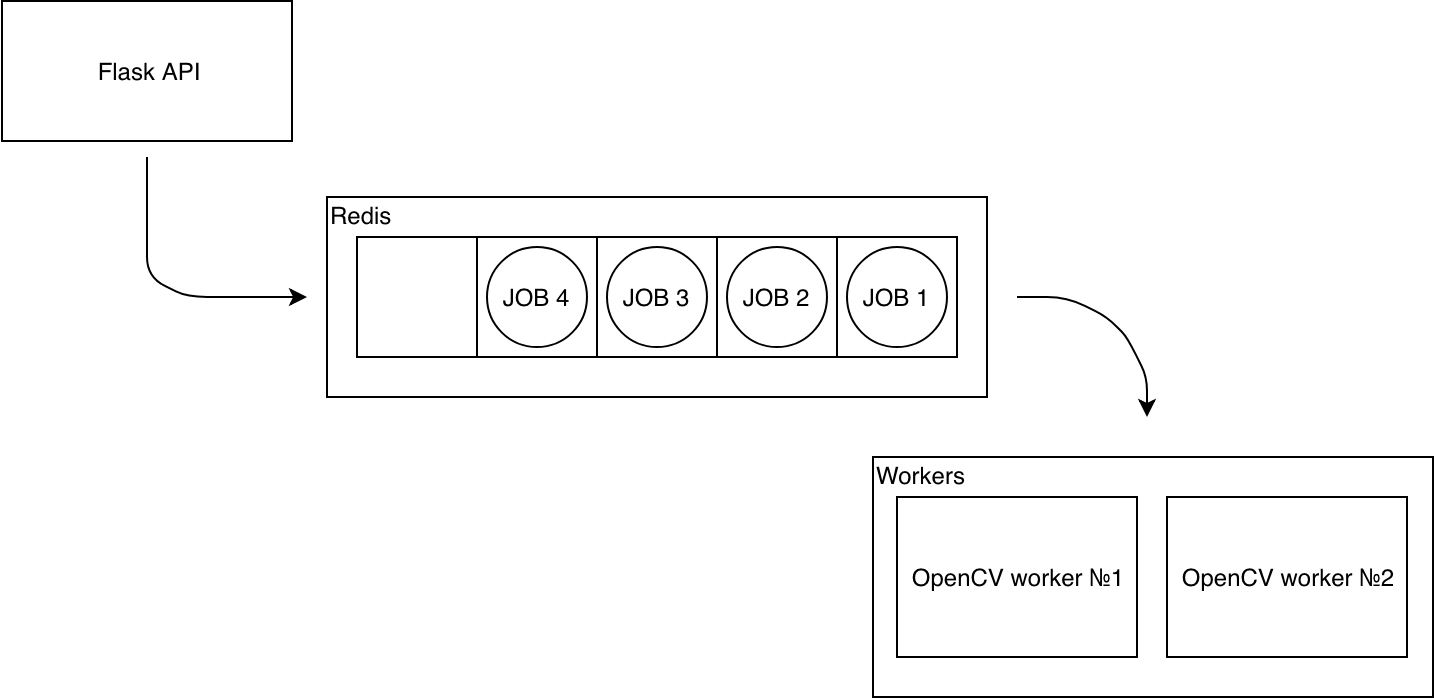 Flask API
Redis
JOB 4 JOB 3 JOB 2 JOB 1
Workers
OpenCV worker №1 OpenCV worker №2